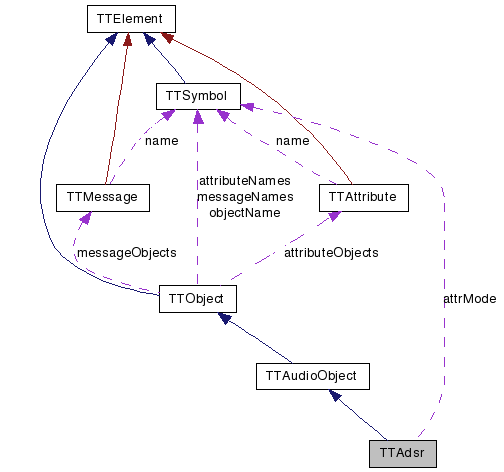 TTElement
TTSymbol
name
name
attributeNames
messageNames
objectName
TTMessage
TTAttribute
messageObjects
attributeObjects
TTObject
attrMode
TTAudioObject
TTAdsr